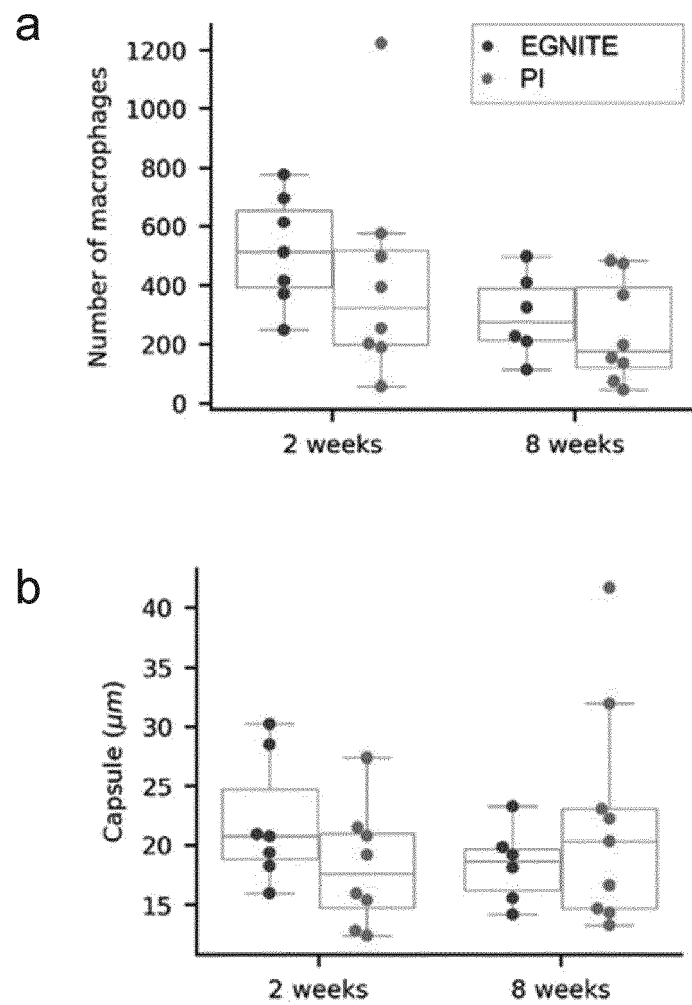 a
Number of macrophages
1200
1000
800
600
400
200
0
EGNITE
PI
2 weeks
8 weeks
b
Capsule (μm)
40
35
30
25
20
15
2 weeks
8 weeks